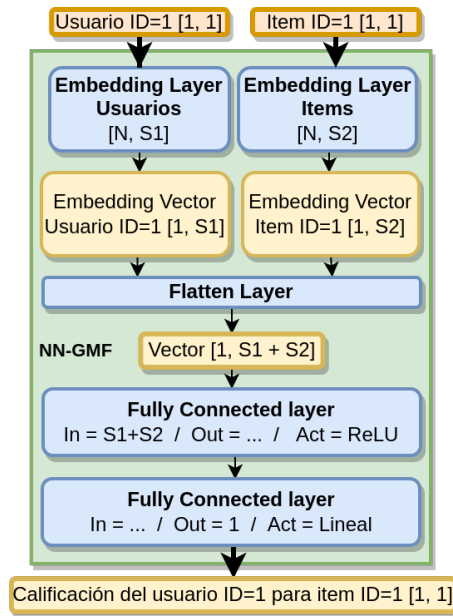 Usuario ID=1 [1, 1]
Item ID=1 [1, 1]
Embedding Layer
Usuarios
[N, S1]
Embedding Layer
Items
[N, S2]
Embedding Vector
Usuario ID=1 [1, S1]
Embedding Vector
Item ID=1 [1, S2]
Flatten Layer
NN-GMF
Vector [1, S1 + S2]
Fully Connected layer
In = S1+S2 / Out = ... / Act = ReLU
Fully Connected layer
In = ... / Out = 1 / Act = Lineal
Calificación del usuario ID=1 para item ID=1 [1, 1]